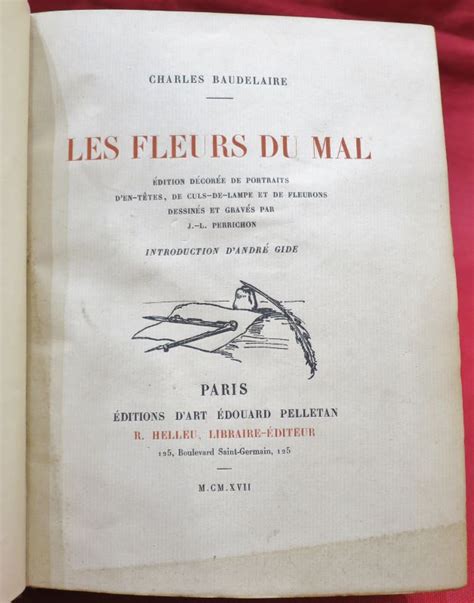 CHARLES BAUDELAIRE
LES FLEURS DU MAL
ÉDITION DÉCORÉE DE PORTRAITS
D'EN-TÊTES, DE CULS-DE-LAMPE ET DE FLEURONS
DESSINÉS ET GRAVÉS PAR
J.-L. PERRICHON
INTRODUCTION D'ANDRÉ GIDE
PARIS
ÉDITIONS D'ART ÉDOUARD PELLETAN
R. HELLEU, LIBRAIRE-ÉDITEUR
125, Boulevard Saint-Germain, 125
M.CM.XVII